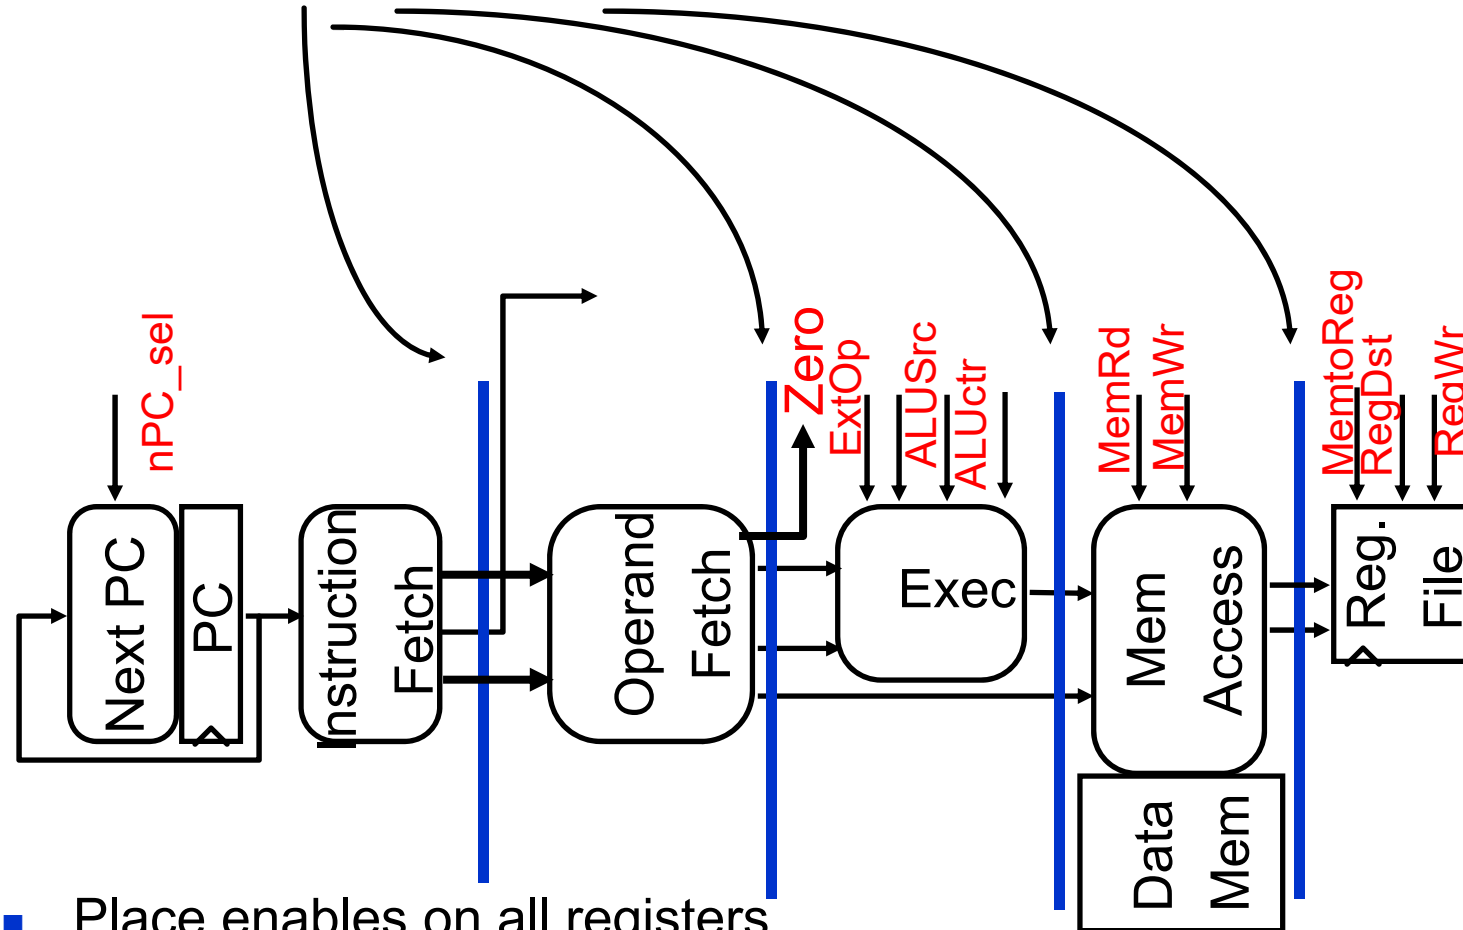 nPC_sel
Next PC
PC
Instruction
Fetch
Operand
Fetch
Zero
ExtOp
ALUSrc
ALUctr
Exec
MemRd
MemWr
Mem
Access
Data
Mem
MemtoReg
RegDst
RegWr
Reg.
File
Place enables on all registers